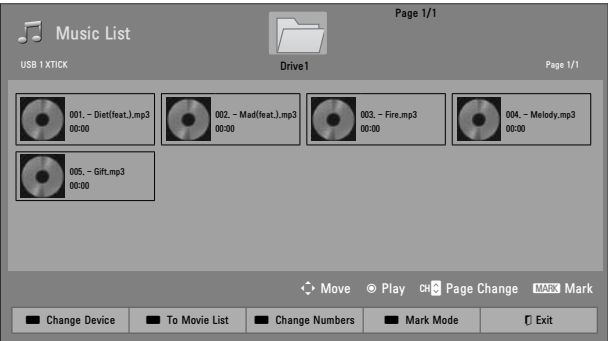 Page 1/1
Music List
USB 1 XTICK
Drive1
Page 1/1
001. - Diet(feat.).mp3
00:00
002. - Mad(feat.).mp3
00:00
003. - Fire.mp3
00:00
004. - Melody.mp3
00:00
005. - Gift.mp3
00:00
Move Play CH Page Change MARK Mark
Change Device To Movie List Change Numbers Mark Mode Exit